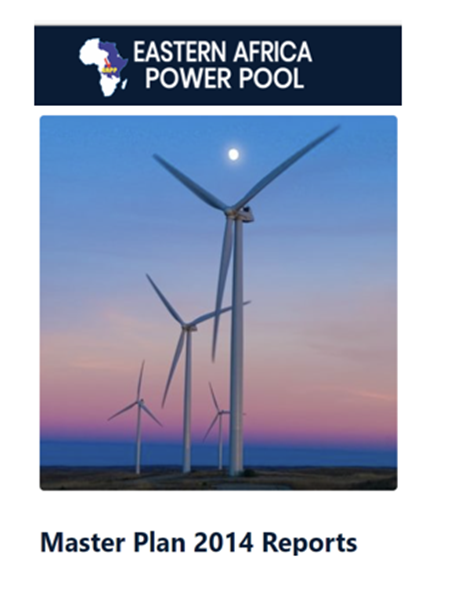 EASTERN AFRICA
POWER POOL
Master Plan 2014 Reports